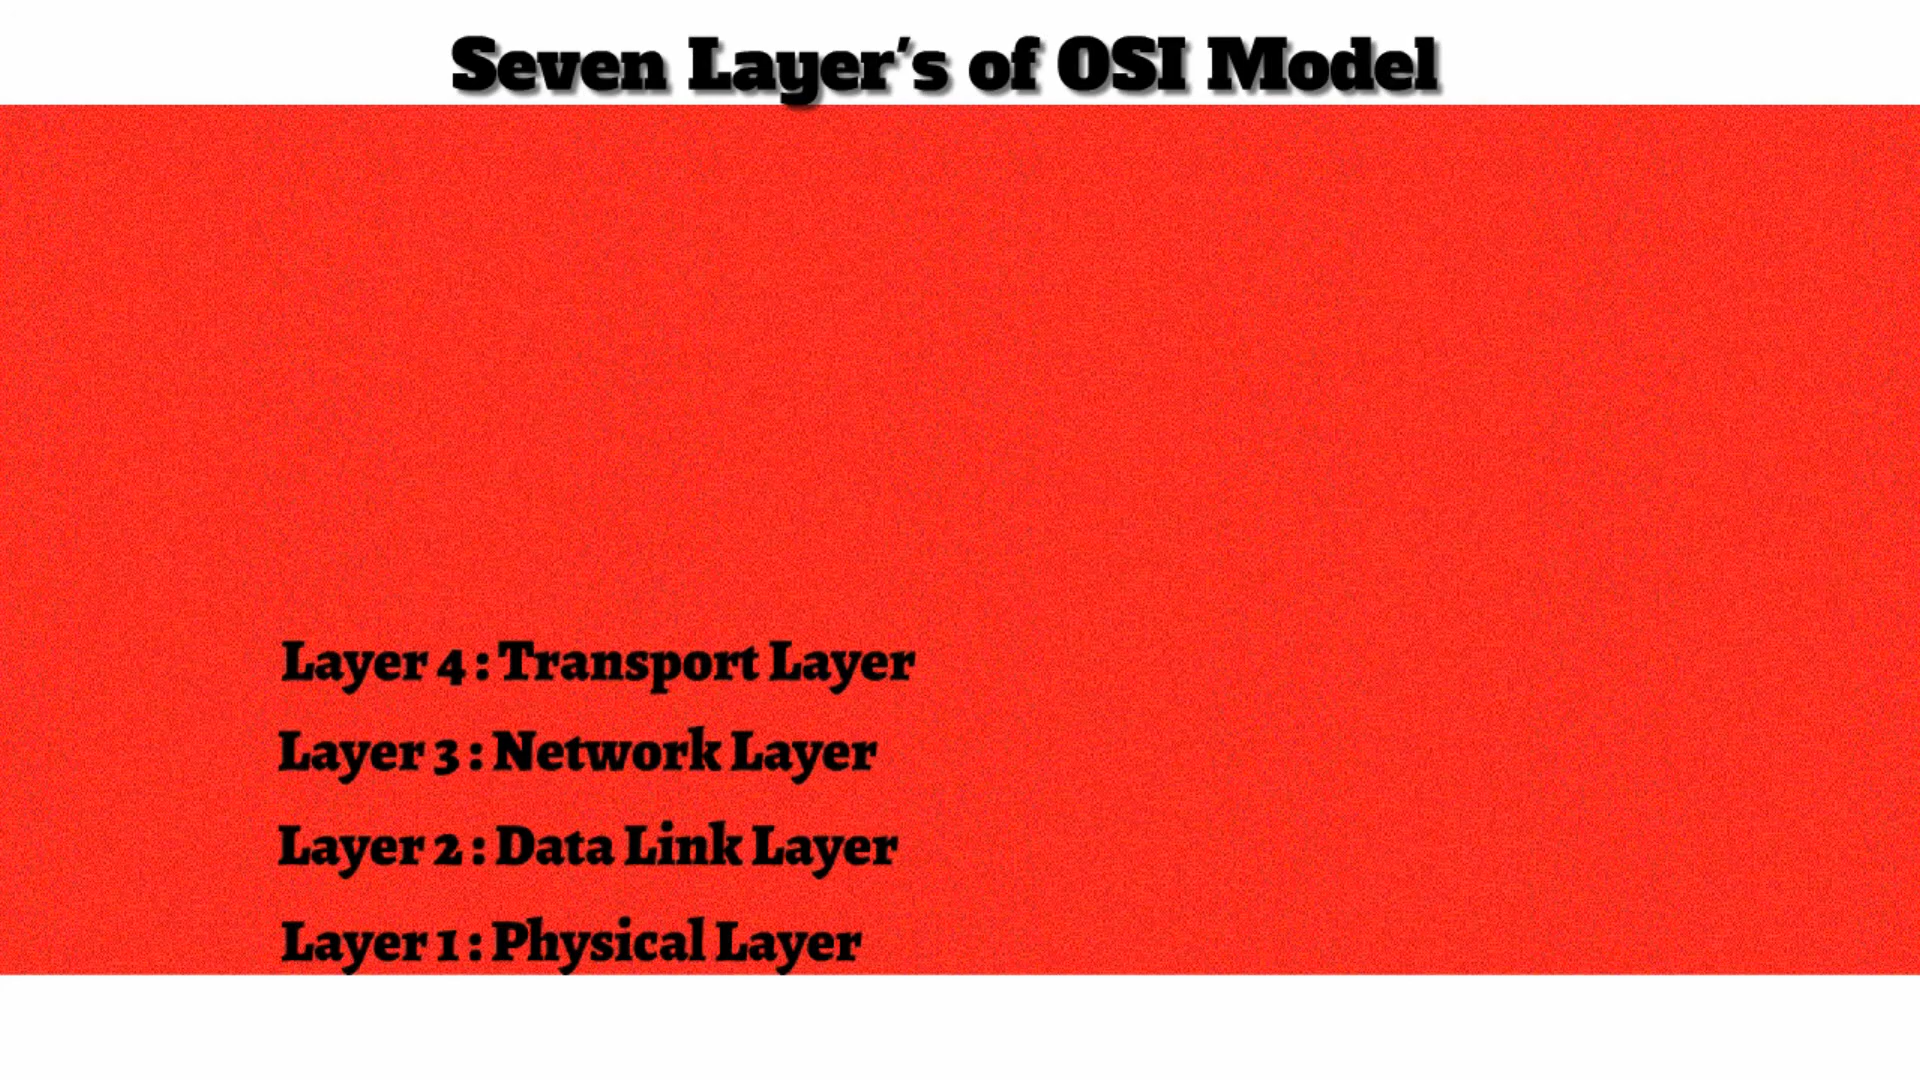 Seven Layer's of OSI Model
Layer 4 : Transport Layer
Layer 3 : Network Layer
Layer 2 : Data Link Layer
Layer 1 : Physical Layer